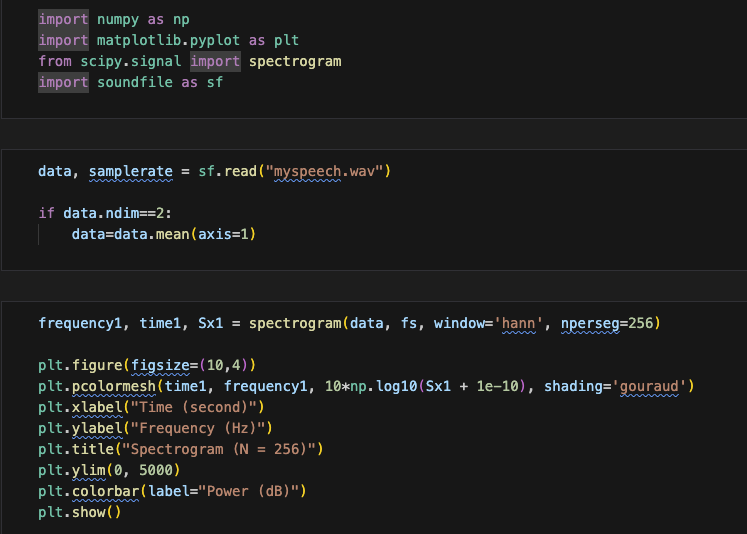 import numpy as np
import matplotlib.pyplot as plt
from scipy.signal import spectrogram
import soundfile as sf
data, samplerate = sf.read("myspeech.wav")
if data.ndim==2:
data=data.mean(axis=1)
frequency1, time1, Sx1 = spectrogram(data, fs, window='hann', nperseg=256)
plt.figure(figsize=(10,4))
plt.pcolormesh(time1, frequency1, 10*np.log10(Sx1 + 1e-10), shading='gouraud')
plt.xlabel("Time (second)")
plt.ylabel("Frequency (Hz)")
plt.title("Spectrogram (N = 256)")
plt.ylim(0, 5000)
plt.colorbar(label="Power (dB)")
plt.show()